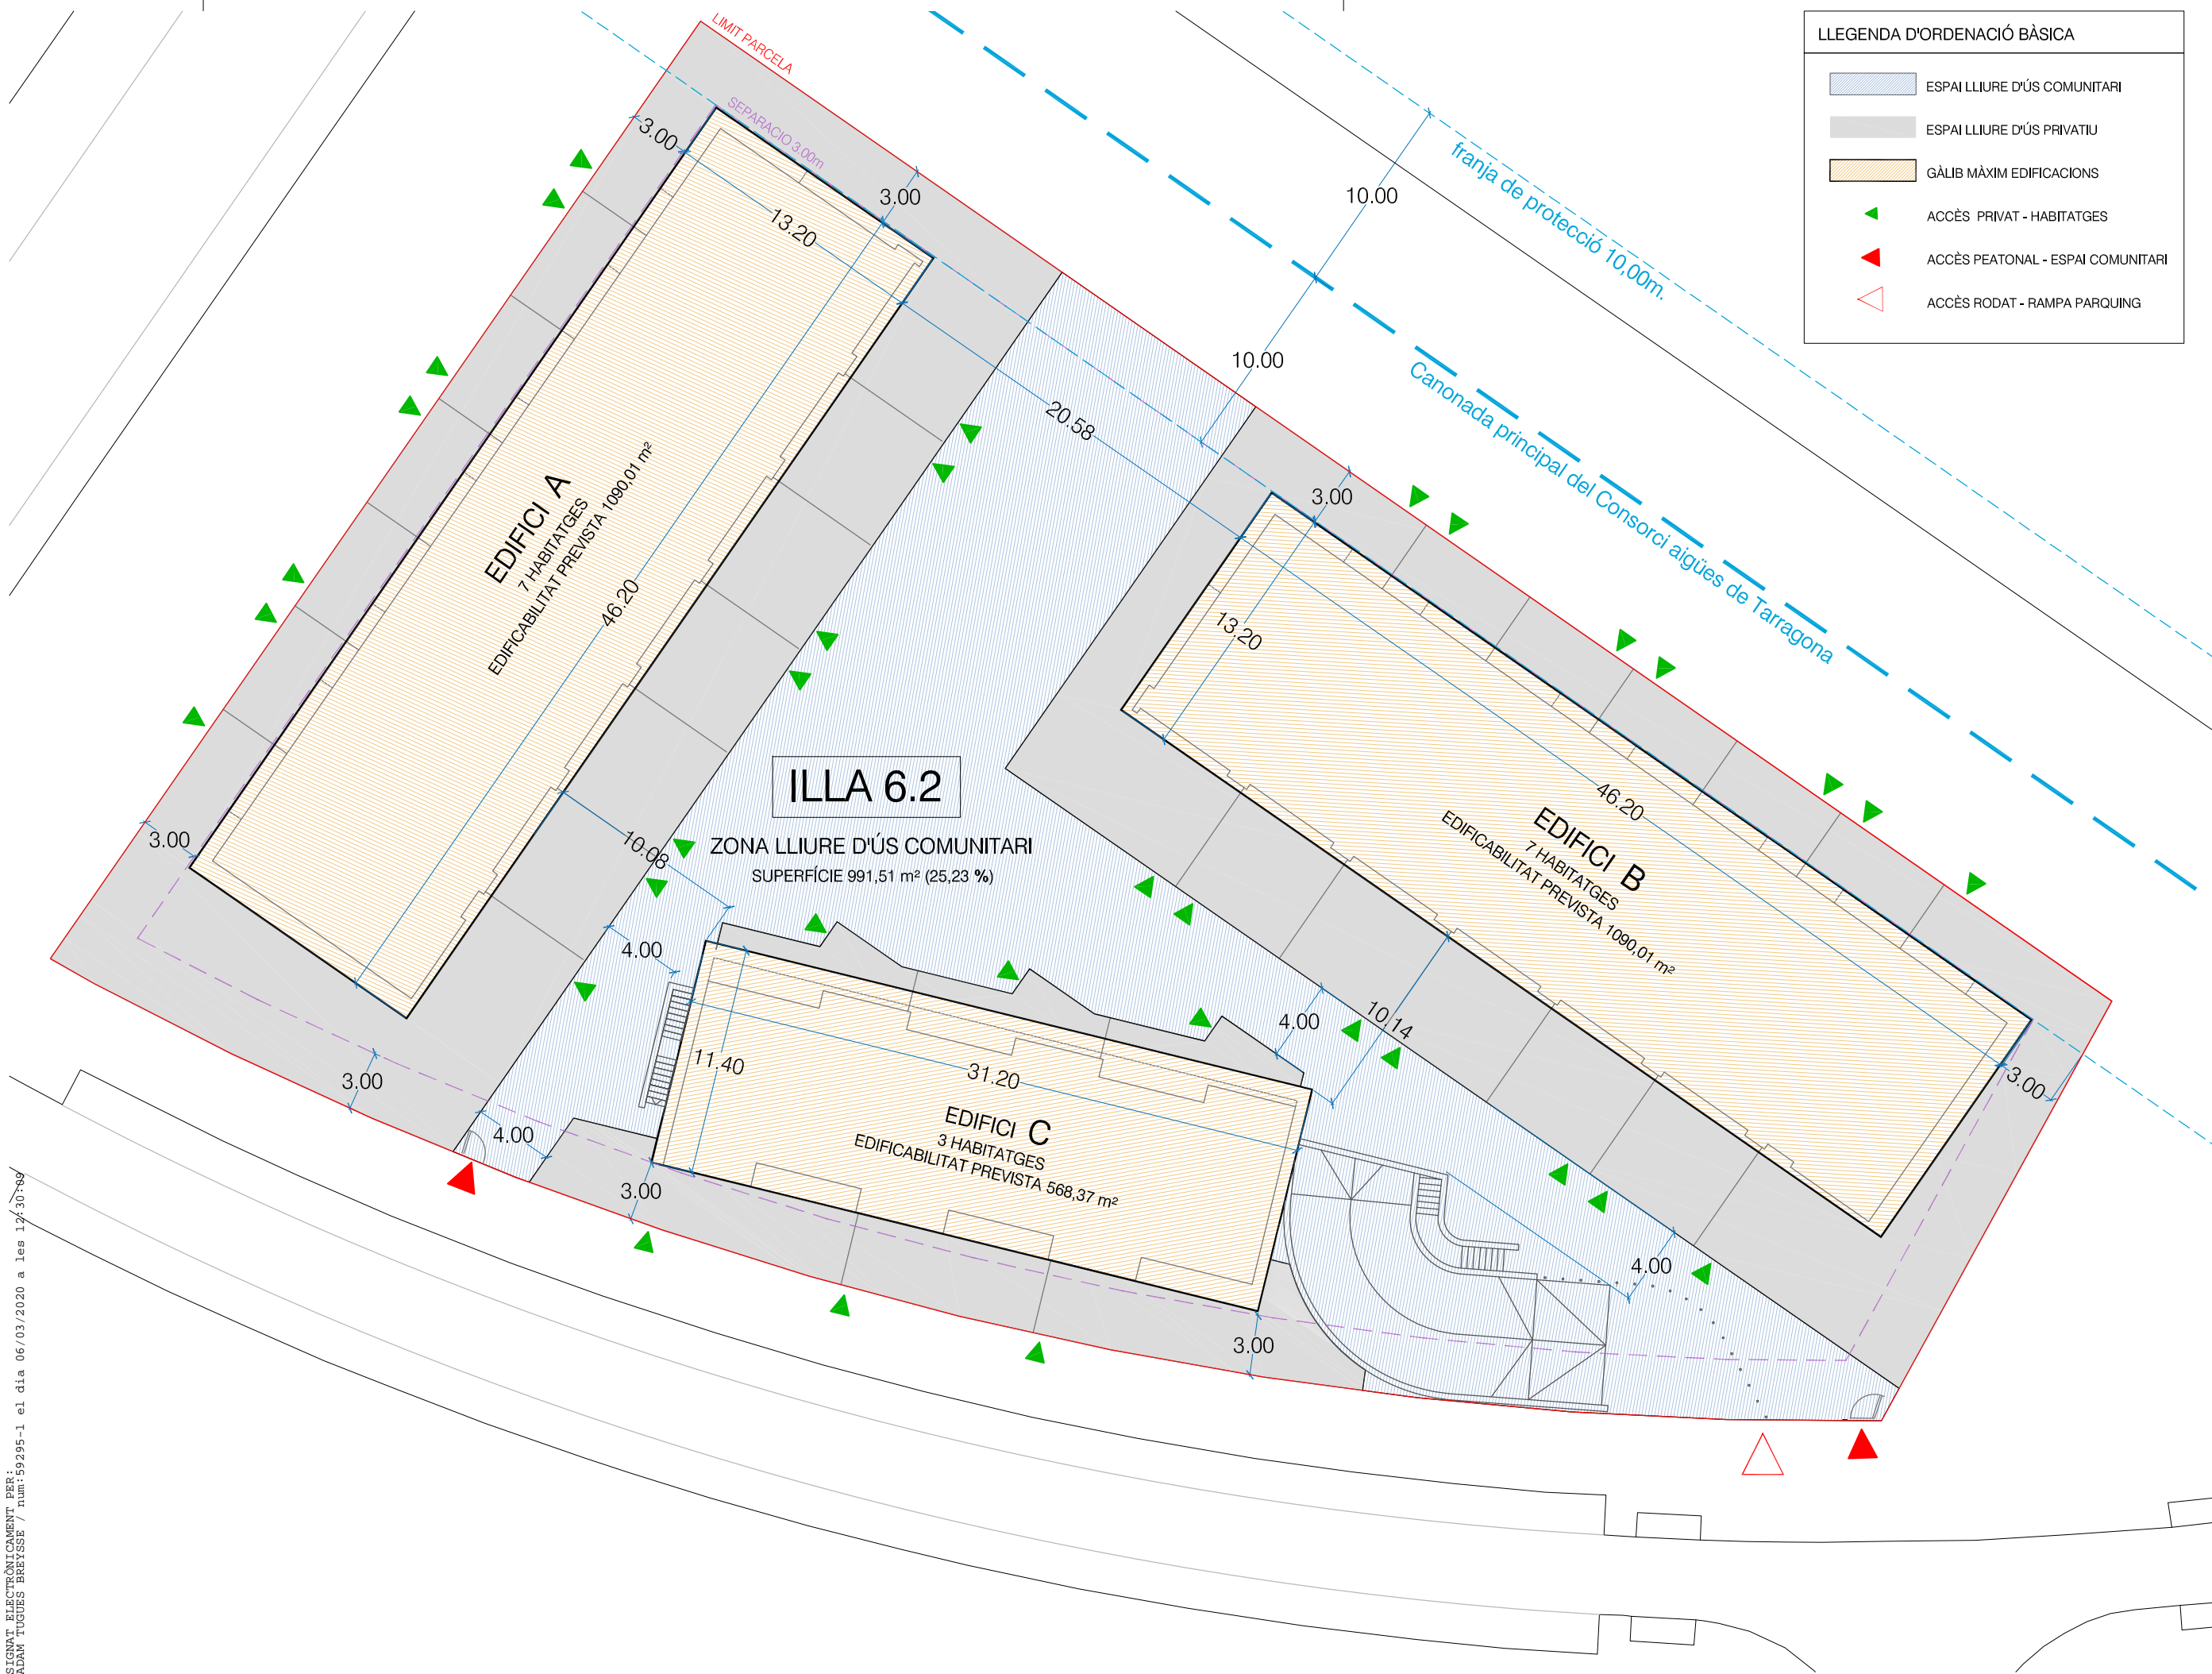 LLEGENDA D'ORDENACIÓ BÀSICA
ESPAI LLIURE D'ÚS COMUNITARI
ESPAI LLIURE D'ÚS PRIVATIU
GÀLIB MÀXIM EDIFICACIONS
ACCÈS PRIVAT - HABITATGES
ACCÈS PEATONAL - ESPAI COMUNITARI
ACCÈS RODAT - RAMPA PARQUING
LIMIT PARCELA
SEPARACIO 3.00m
3.00
3.00
13.20
10.00
franja de protecció 10,00m.
10.00
Canonada principal del Consorci aigües de Tarragona
20.58
3.00
13.20
EDIFICI A
7 HABITATGES
EDIFICABILITAT PREVISTA 1090,01 m²
46.20
ILLA 6.2
ZONA LLIURE D'ÚS COMUNITARI
SUPERFÍCIE 991,51 m² (25,23 %)
46.20
EDIFICI B
7 HABITATGES
EDIFICABILITAT PREVISTA 1090,01 m²
3.00
10.08
4.00
4.00
10.14
11.40
31.20
EDIFICI C
3 HABITATGES
EDIFICABILITAT PREVISTA 568,37 m²
3.00
3.00
4.00
3.00
4.00
3.00
SIGNAT ELECTRÒNICAMENT PER:
ADAM TUGUES BREYSSE / num:59295-1 el dia 06/03/2020 a les 12:30:09